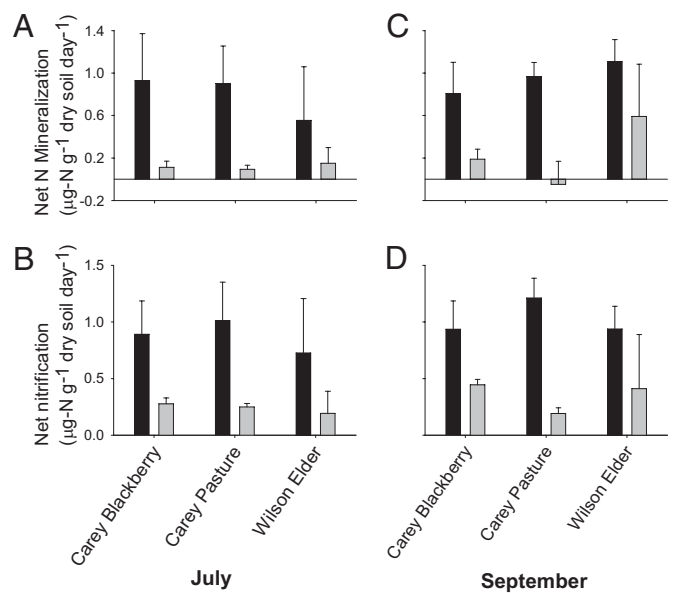 A
C
Net N Mineralization
(µg-N g⁻¹ dry soil day⁻¹)
1.4
1.0
0.6
0.2
-0.2
B
D
Net nitrification
(µg-N g⁻¹ dry soil day⁻¹)
1.5
1.0
0.5
0.0
Carey Blackberry
Carey Pasture
Wilson Elder
Carey Blackberry
Carey Pasture
Wilson Elder
July
September